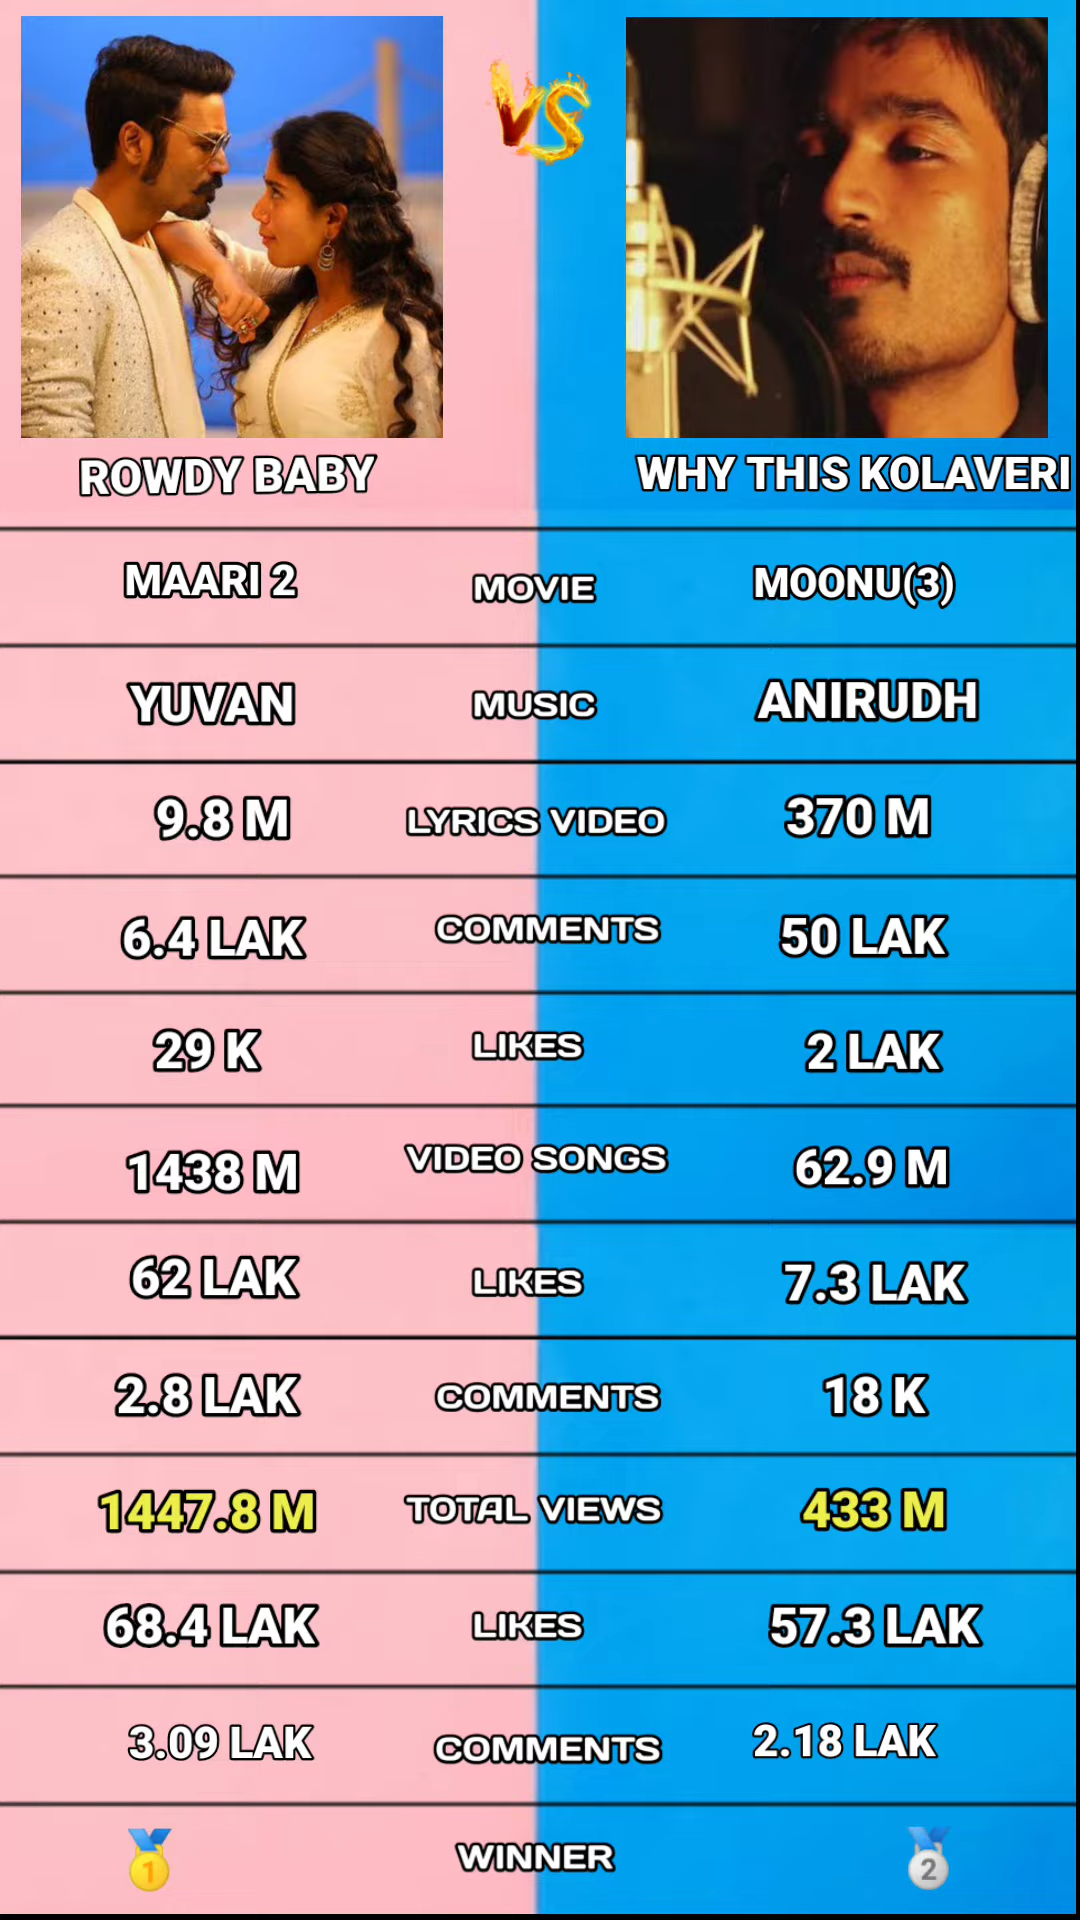 VS
ROWDY BABY WHY THIS KOLAVERI
MAARI 2 MOVIE MOONU(3)
YUVAN MUSIC ANIRUDH
9.8 M LYRICS VIDEO 370 M
6.4 LAK COMMENTS 50 LAK
29 K LIKES 2 LAK
1438 M VIDEO SONGS 62.9 M
62 LAK LIKES 7.3 LAK
2.8 LAK COMMENTS 18 K
1447.8 M TOTAL VIEWS 433 M
68.4 LAK LIKES 57.3 LAK
3.09 LAK COMMENTS 2.18 LAK
1 WINNER 2